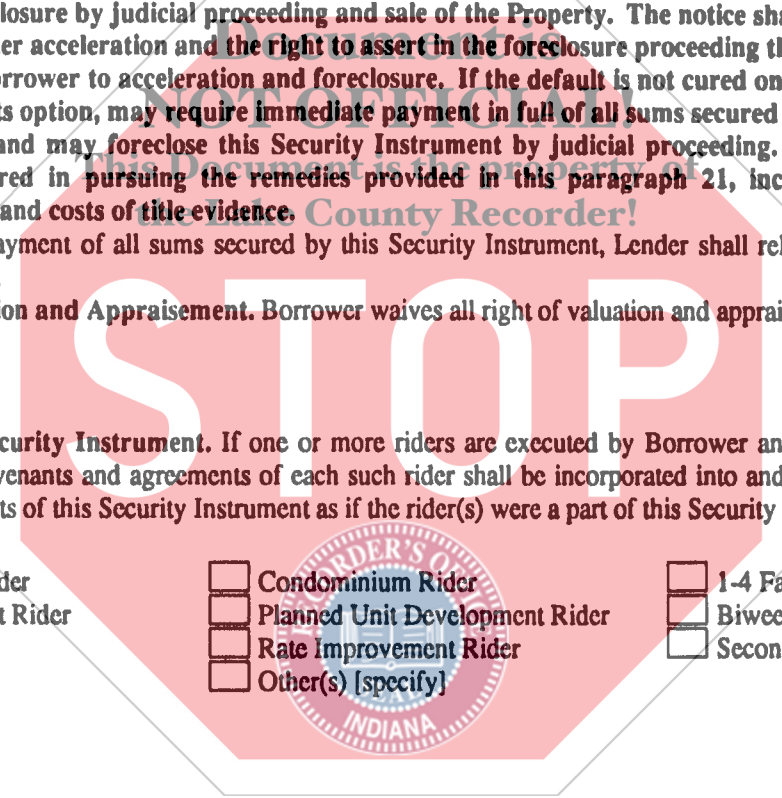 losure by judicial proceeding and sale of the Property. The notice sha
er acceleration and the right to assert in the foreclosure proceeding th
orrower to acceleration and foreclosure. If the default is not cured on
ts option, may require immediate payment in full of all sums secured
and may foreclose this Security Instrument by judicial proceeding.
red in pursuing the remedies provided in this paragraph 21, inc
and costs of title evidence.
ayment of all sums secured by this Security Instrument, Lender shall rel
ion and Appraisement. Borrower waives all right of valuation and apprai
curity Instrument. If one or more riders are executed by Borrower an
venants and agreements of each such rider shall be incorporated into and
ts of this Security Instrument as if the rider(s) were a part of this Security
der
Condominium Rider
1-4 Fa
t Rider
Planned Unit Development Rider
Biwee
Rate Improvement Rider
Secon
Other(s) [specify]
Document is
NOT OFFICIAL!
This Document is the property of
the Lake County Recorder!
STOP
RECORDER'S OFFICE
SEAL
INDIANA